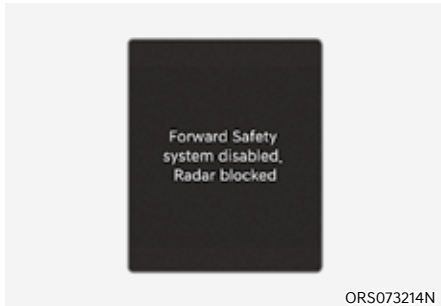 Forward Safety
system disabled.
Radar blocked
ORS073214N